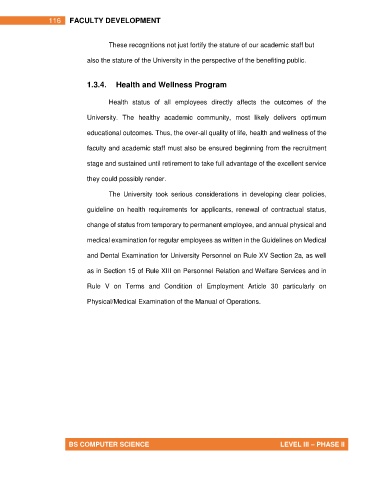 116 FACULTY DEVELOPMENT
These recognitions not just fortify the stature of our academic staff but
also the stature of the University in the perspective of the benefiting public.
1.3.4. Health and Wellness Program
Health status of all employees directly affects the outcomes of the
University. The healthy academic community, most likely delivers optimum
educational outcomes. Thus, the over-all quality of life, health and wellness of the
faculty and academic staff must also be ensured beginning from the recruitment
stage and sustained until retirement to take full advantage of the excellent service
they could possibly render.
The University took serious considerations in developing clear policies,
guideline on health requirements for applicants, renewal of contractual status,
change of status from temporary to permanent employee, and annual physical and
medical examination for regular employees as written in the Guidelines on Medical
and Dental Examination for University Personnel on Rule XV Section 2a, as well
as in Section 15 of Rule XIII on Personnel Relation and Welfare Services and in
Rule V on Terms and Condition of Employment Article 30 particularly on
Physical/Medical Examination of the Manual of Operations.
BS COMPUTER SCIENCE LEVEL III – PHASE II